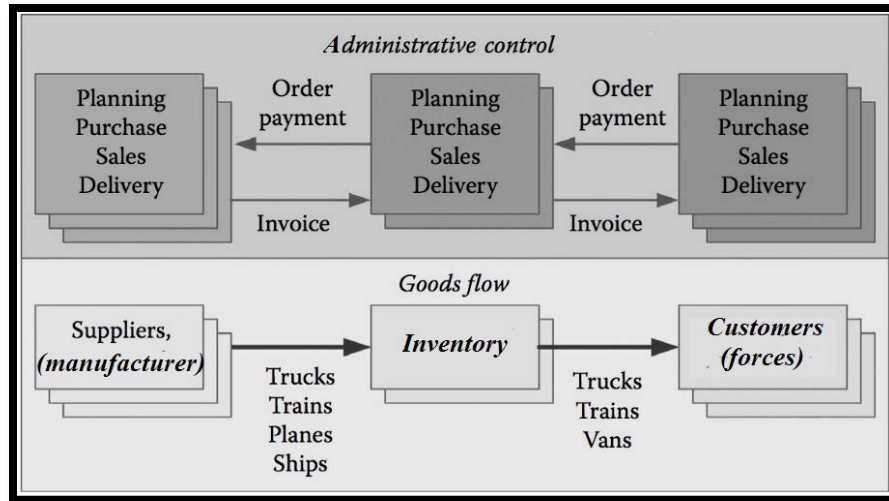 Administrative control
Planning
Purchase
Sales
Delivery
Order
payment
Invoice
Planning
Purchase
Sales
Delivery
Order
payment
Invoice
Planning
Purchase
Sales
Delivery
Goods flow
Suppliers,
(manufacturer)
Trucks
Trains
Planes
Ships
Inventory
Trucks
Trains
Vans
Customers
(forces)